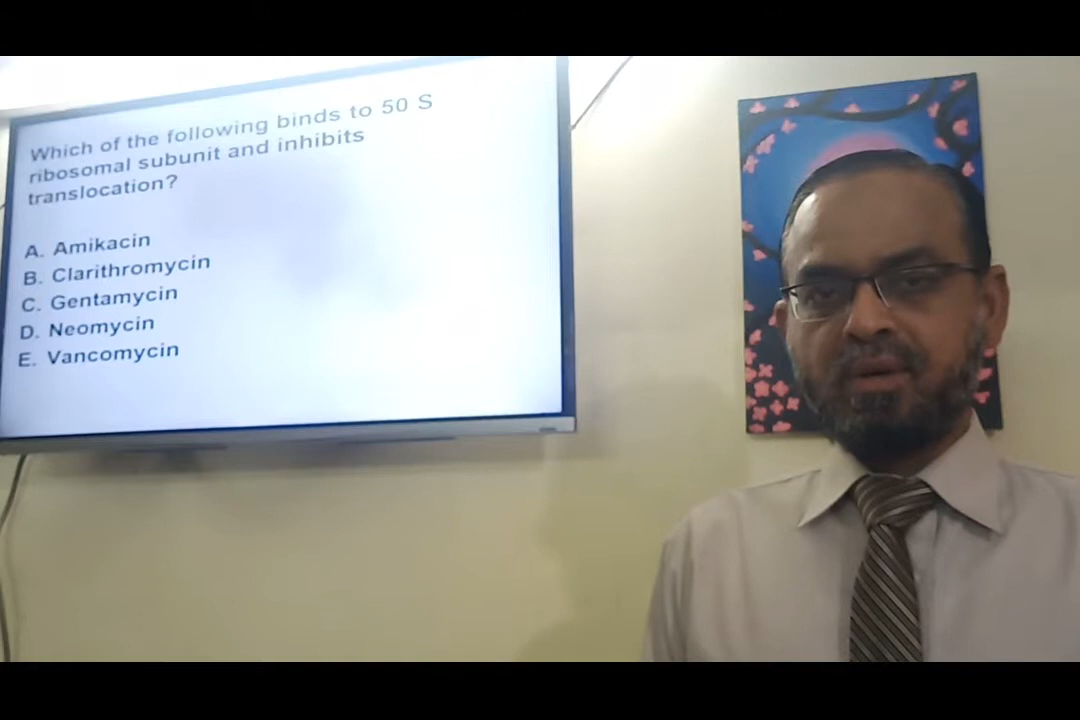 Which of the following binds to 50 S
ribosomal subunit and inhibits
translocation?
A. Amikacin
B. Clarithromycin
C. Gentamycin
D. Neomycin
E. Vancomycin